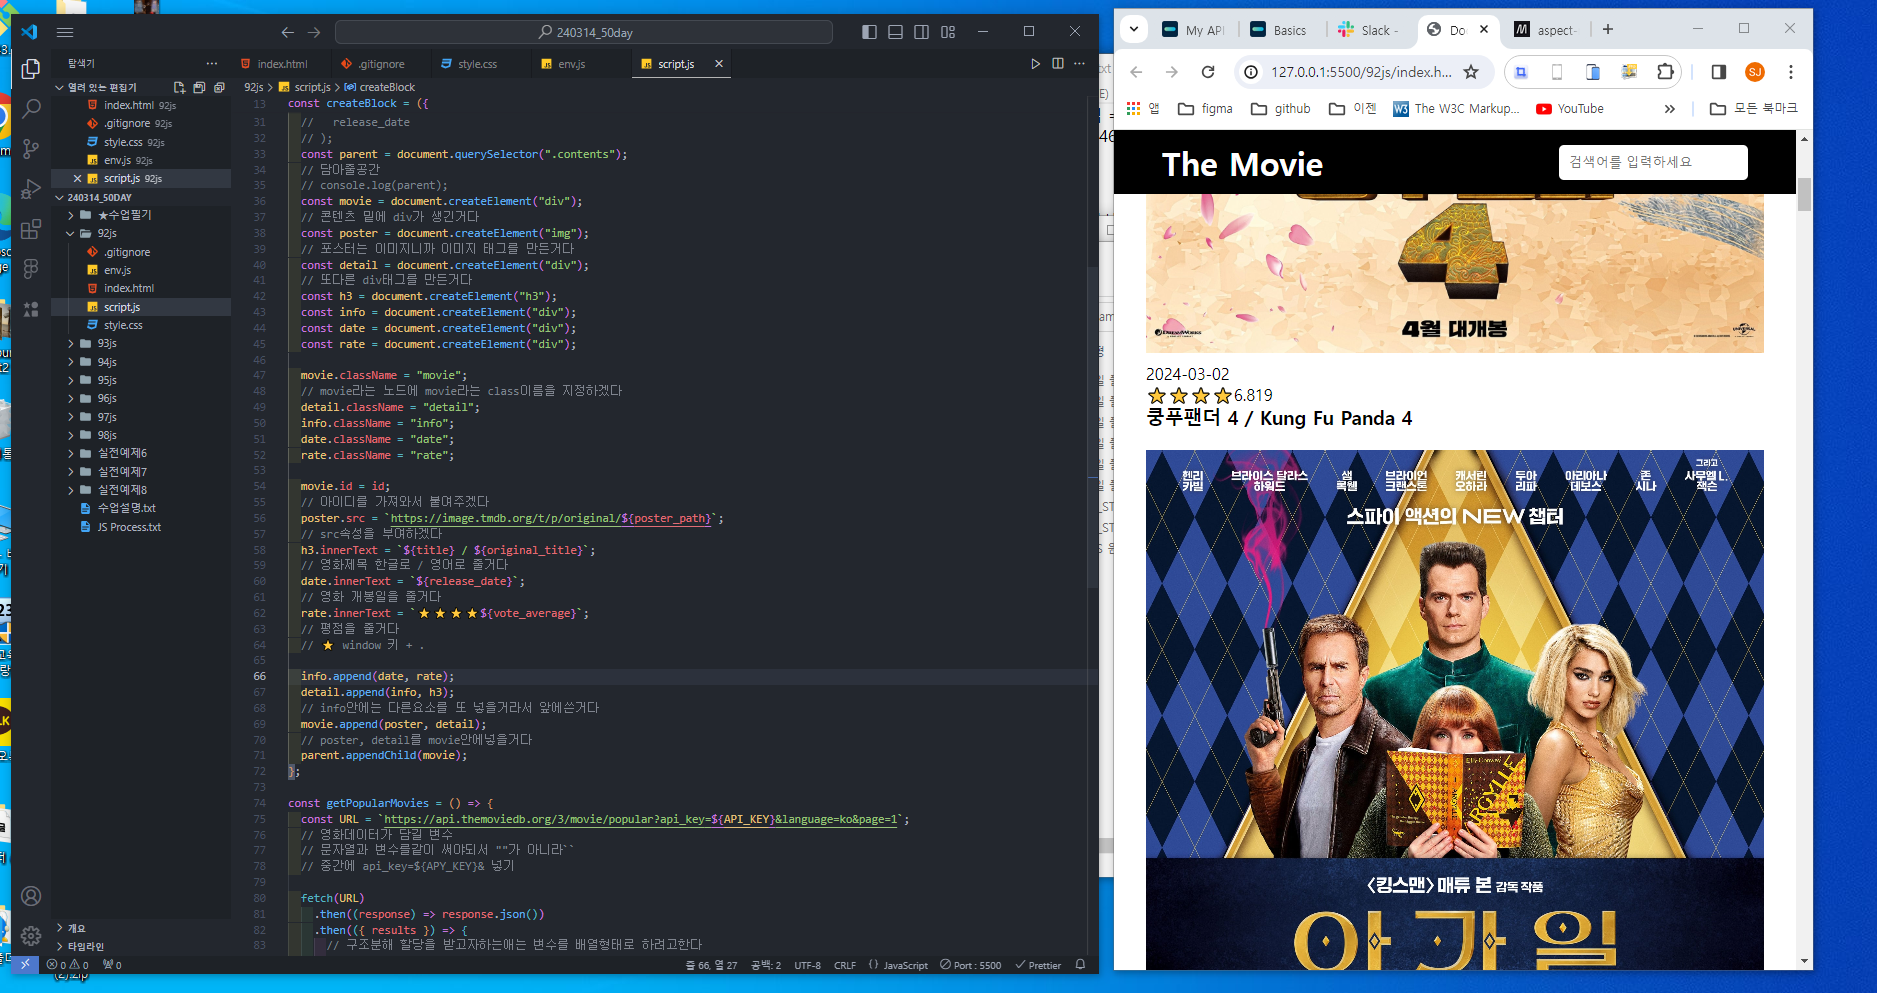 240314_50day
탐색기
index.html
.gitignore
style.css
env.js
script.js
열려 있는 편집기
92js > script.js > createBlock
index.html 92js
.gitignore 92js
style.css 92js
env.js 92js
script.js 92js
240314_50DAY
★수업필기
92js
.gitignore
env.js
index.html
script.js
style.css
93js
94js
95js
96js
97js
98js
실전예제6
실전예제7
실전예제8
수업설명.txt
JS Process.txt
개요
타임라인
13 const createBlock = ({
31 //   release_date
32 // );
33 const parent = document.querySelector(".contents");
34 // 담아줄공간
35 // console.log(parent);
36 const movie = document.createElement("div");
37 // 콘텐츠 밑에 div가 생긴거다
38 const poster = document.createElement("img");
39 // 포스터는 이미지니까 이미지 태그를 만든거다
40 const detail = document.createElement("div");
41 // 또다른 div태그를 만든거다
42 const h3 = document.createElement("h3");
43 const info = document.createElement("div");
44 const date = document.createElement("div");
45 const rate = document.createElement("div");
46
47 movie.className = "movie";
48 // movie라는 노드에 movie라는 class이름을 지정하겠다
49 detail.className = "detail";
50 info.className = "info";
51 date.className = "date";
52 rate.className = "rate";
53
54 movie.id = id;
55 // 아이디를 가져와서 붙여주겠다
56 poster.src = `https://image.tmdb.org/t/p/original/${poster_path}`;
57 // src속성을 부여하겠다
58 h3.innerText = `${title} / ${original_title}`;
59 // 영화제목 한글로 / 영어로 줄거다
60 date.innerText = `${release_date}`;
61 // 영화 개봉일을 줄거다
62 rate.innerText = `⭐⭐⭐⭐${vote_average}`;
63 // 평점을 줄거다
64 // ⭐ window 키 + .
65
66 info.append(date, rate);
67 detail.append(info, h3);
68 // info안에는 다른요소를 또 넣을거라서 앞에쓴거다
69 movie.append(poster, detail);
70 // poster, detail를 movie안에넣을거다
71 parent.appendChild(movie);
72 };
73
74 const getPopularMovies = () => {
75 const URL = `https://api.themoviedb.org/3/movie/popular?api_key=${API_KEY}&language=ko&page=1`;
76 // 영화데이터가 담길 변수
77 // 문자열과 변수를같이 써야되서 ""가 아니라``
78 // 중간에 api_key=${APY_KEY}& 넣기
79
80 fetch(URL)
81 .then((response) => response.json())
82 .then(({ results }) => {
83 // 구조분해 할당을 받고자하는애는 변수를 배열형태로 하려고한다
0 0 0
줄 66, 열 27
공백: 2
UTF-8
CRLF
{ } JavaScript
Port : 5500
Prettier
My API
Basics
Slack -
Do
aspect-
127.0.0.1:5500/92js/index.h...
SJ
앱
figma
github
이젠
W3 The W3C Markup...
YouTube
»
모든 북마크
The Movie
검색어를 입력하세요
4
4월 대개봉
DREAMWORKS
UNIVERSAL
2024-03-02
⭐⭐⭐⭐6.819
쿵푸팬더 4 / Kung Fu Panda 4
헨리 카빌
브라이스 달라스 하워드
샘 록웰
브라이언 크랜스톤
캐서린 오하라
두아 리파
아리아나 데보스
존 시나
그리고 사무엘 L. 잭슨
스파이 액션의 NEW 챕터
Elly Conway
ARGYLLE
<킹스맨> 매튜 본 감독 작품
아가일